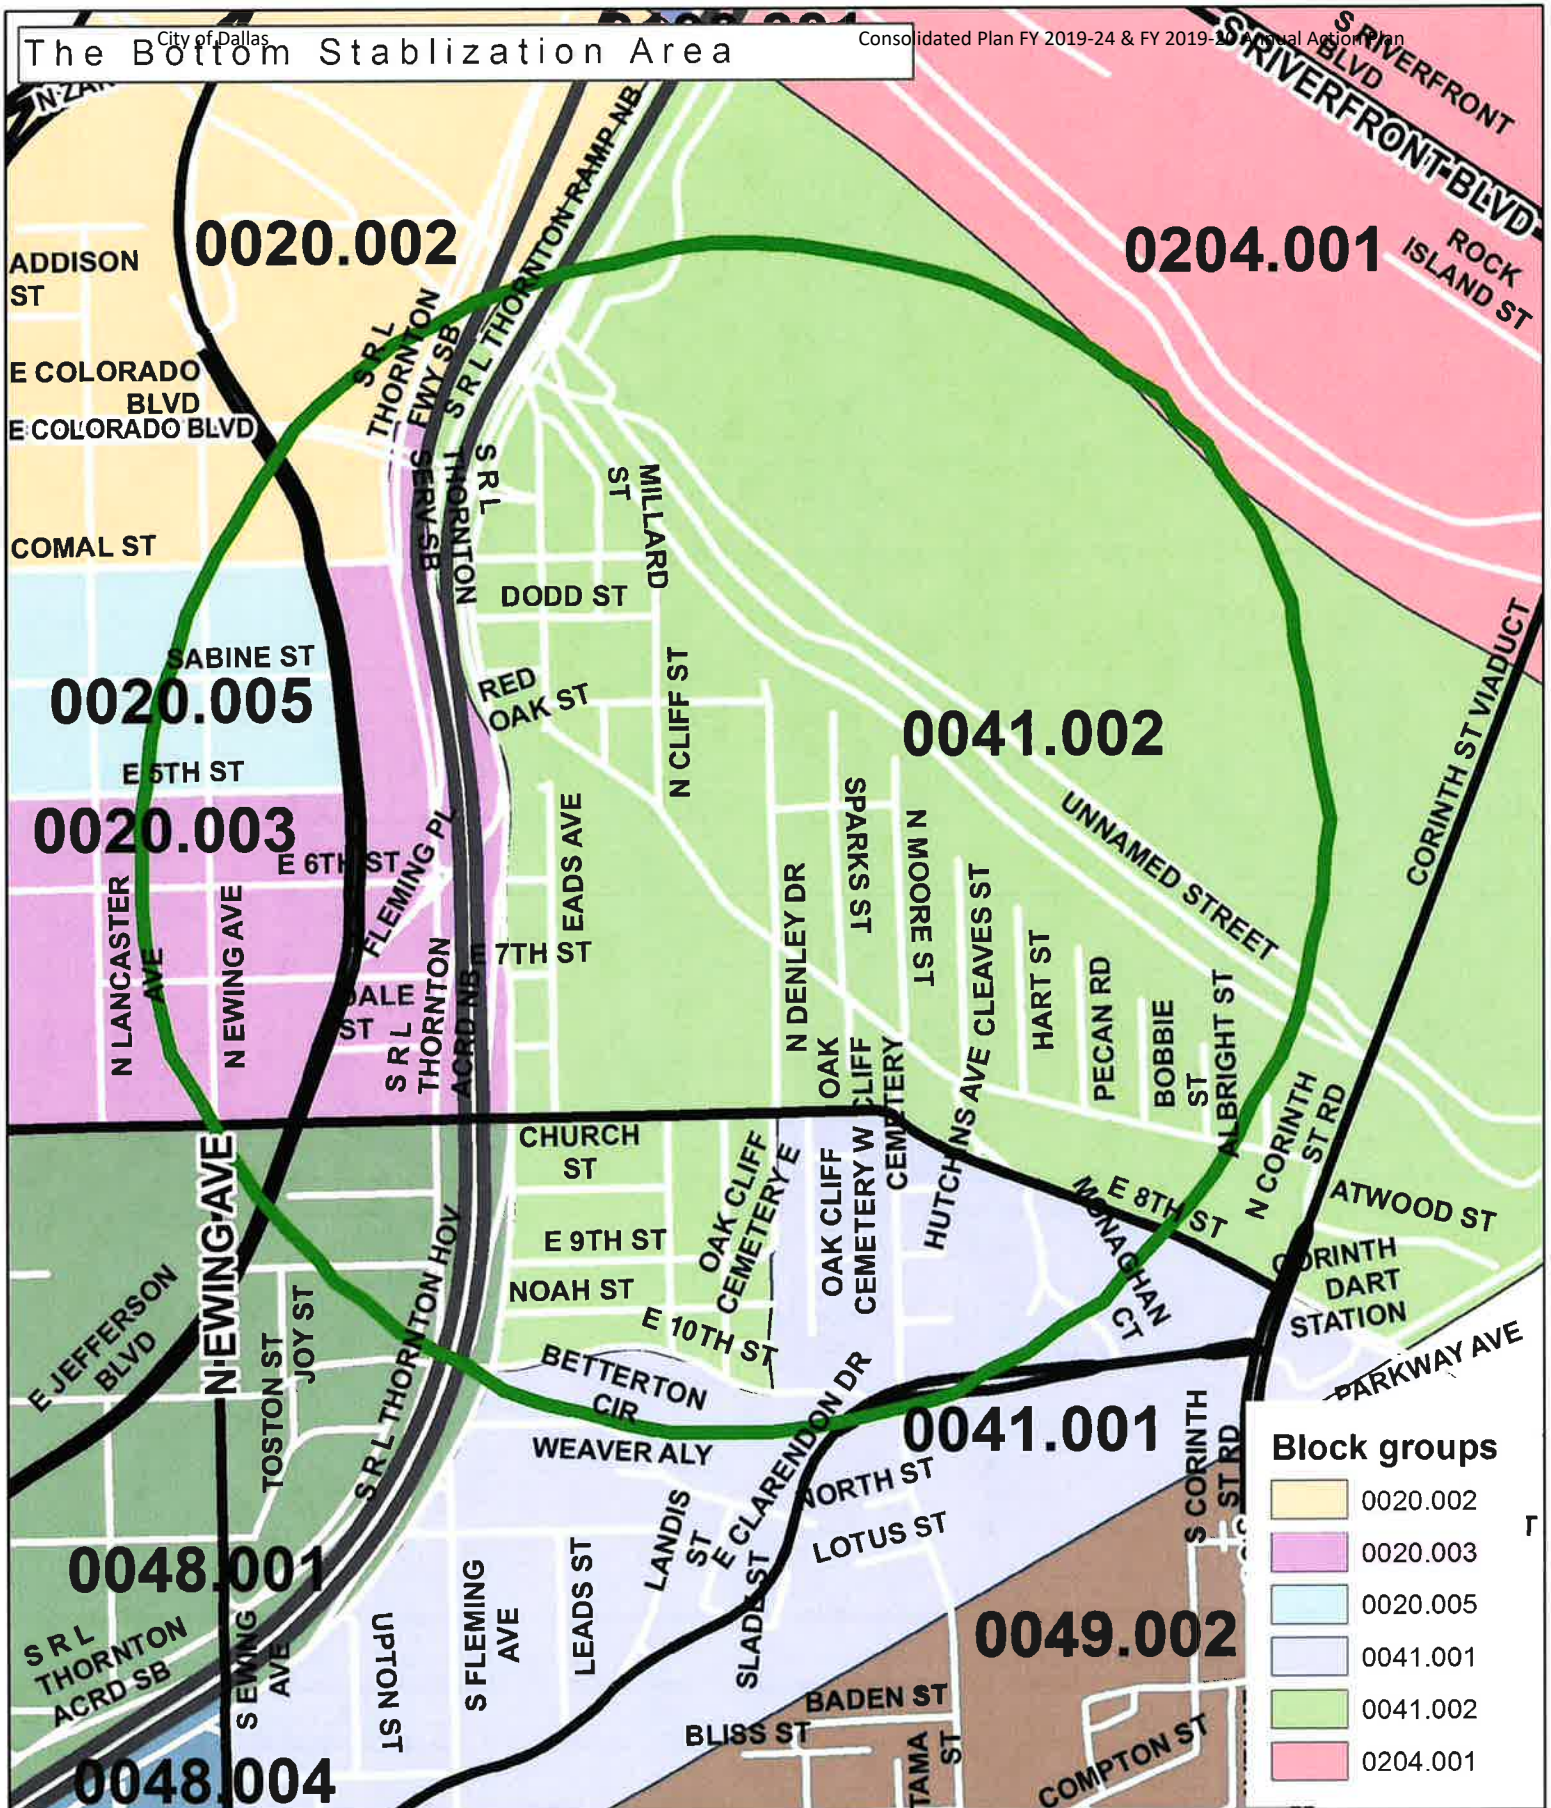 City of Dallas
Consolidated Plan FY 2019-24 & FY 2019-20 Annual Action Plan
The Bottom Stablization Area
S RIVERFRONT
BLVD
S RIVERFRONT BLVD
0020.002
0204.001
ROCK
ISLAND ST
ADDISON
ST
S R L THORNTON RAMP NB
S R L
THORNTON
FWY SB
SERV SB
E COLORADO
BLVD
E COLORADO BLVD
S R L
THORNTON
MILLARD
ST
COMAL ST
DODD ST
SABINE ST
0020.005
RED
OAK ST
N CLIFF ST
0041.002
CORINTH ST VIADUCT
E 5TH ST
0020.003
E 6TH ST
FLEMING PL
EADS AVE
SPARKS ST
N MOORE ST
UNNAMED STREET
N LANCASTER
AVE
N EWING AVE
E 7TH ST
N DENLEY DR
CLEAVES ST
HART ST
PECAN RD
BOBBIE
ST
ALBRIGHT ST
DALE
ST
S R L
THORNTON
ACRD NB
OAK
CLIFF
CEMETERY
HUTCHINS AVE
N CORINTH
ST RD
CHURCH
ST
OAK CLIFF
CEMETERY E
OAK CLIFF
CEMETERY W
N EWING AVE
E 8TH ST
ATWOOD ST
MONAGHAN
CT
E 9TH ST
NOAH ST
E 10TH ST
CORINTH
DART
STATION
E JEFFERSON
BLVD
TOSTON ST
JOY ST
S R L THORNTON HOV
BETTERTON
CIR
WEAVER ALY
E CLARENDON DR
0041.001
PARKWAY AVE
S CORINTH
ST RD
NORTH ST
LOTUS ST
LANDIS
ST
SLADE ST
0048.001
S R L
THORNTON
ACRD SB
S EWING
AVE
UPTON ST
S FLEMING
AVE
LEADS ST
0049.002
BADEN ST
BLISS ST
TAMA
ST
COMPTON ST
0048.004
Block groups
0020.002
0020.003
0020.005
0041.001
0041.002
0204.001